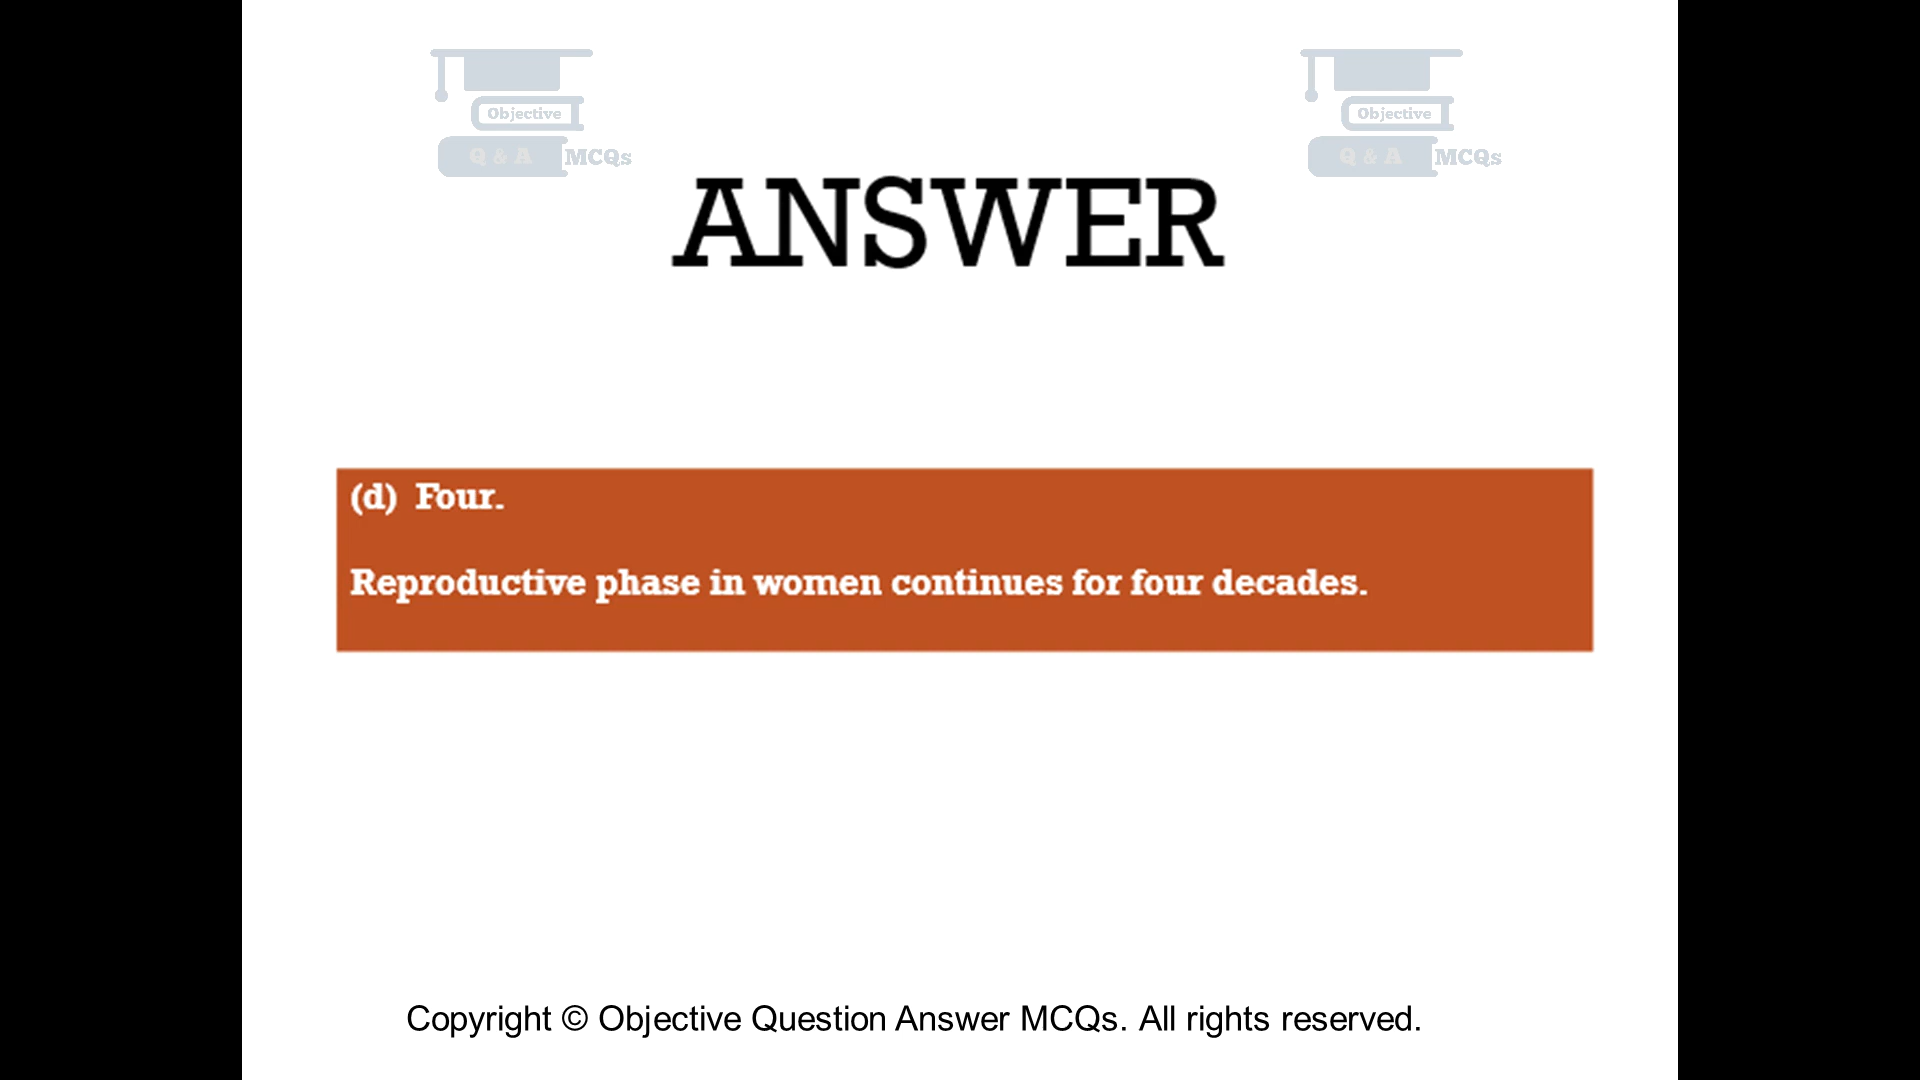 Objective
Q & A MCQs
Objective
Q & A MCQs
ANSWER
(d) Four.
Reproductive phase in women continues for four decades.
Copyright © Objective Question Answer MCQs. All rights reserved.